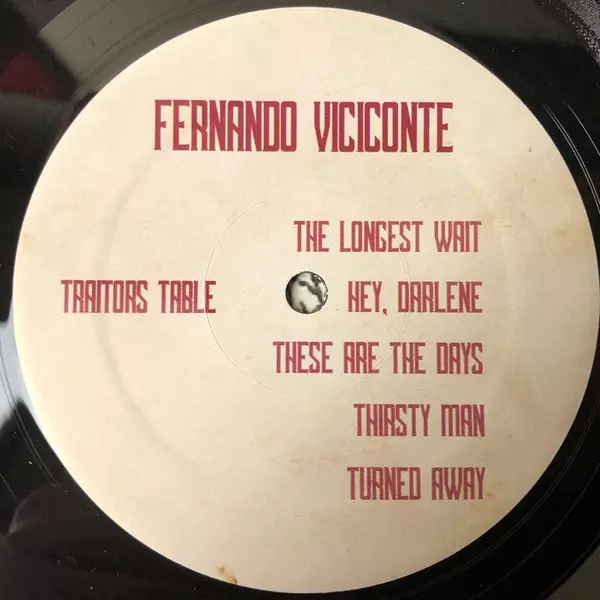 FERNANDO VICICONTE
THE LONGEST WAIT
TRAITORS TABLE
HEY, DARLENE
THESE ARE THE DAYS
THIRSTY MAN
TURNED AWAY